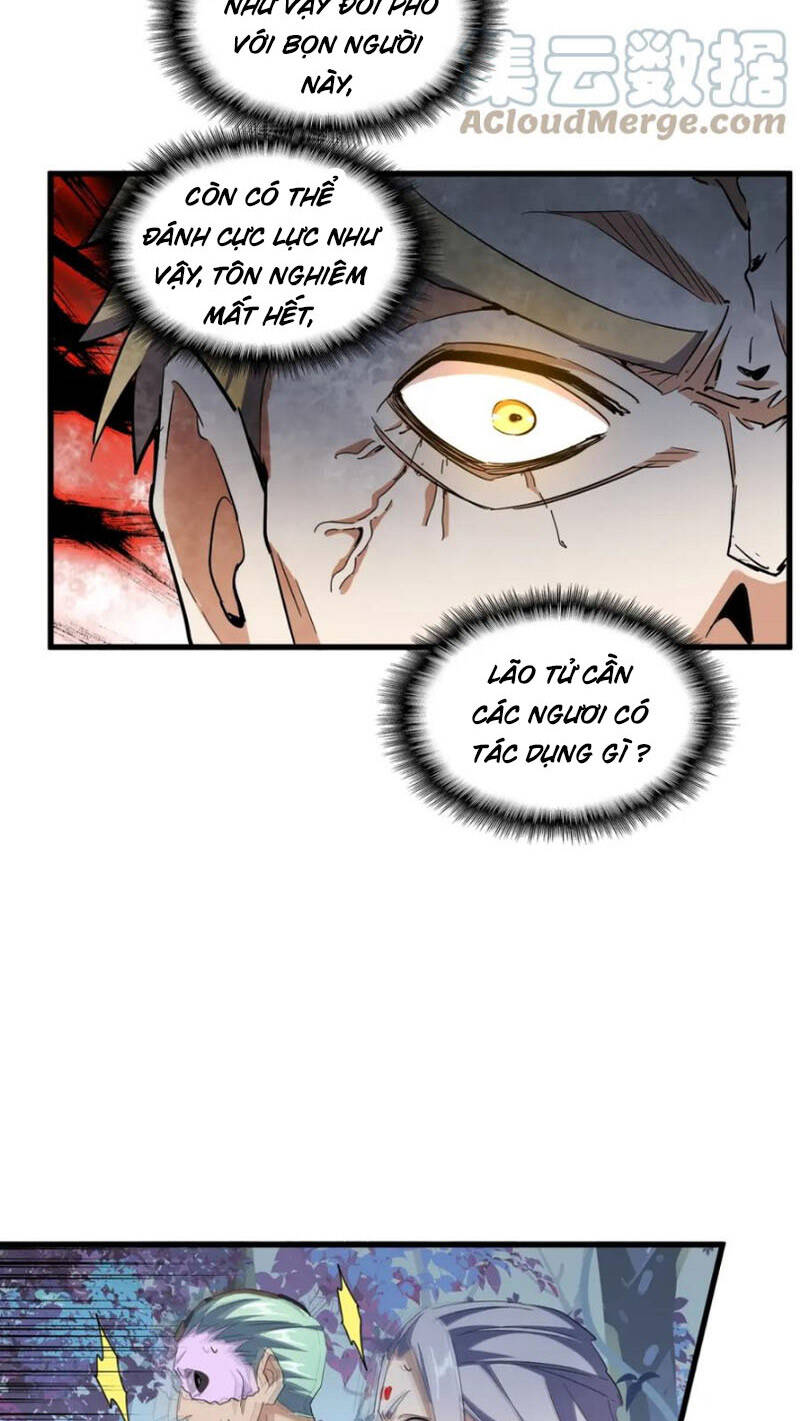 NHƯ VẬY ĐỐI PHÓ
VỚI BỌN NGƯỜI
NÀY,
集云数据
ACloudMerge.com
CÒN CÓ THỂ
ĐÁNH CỰC LỰC NHƯ
VẬY, TÔN NGHIÊM
MẤT HẾT,
LÃO TỬ CẦN
CÁC NGƯƠI CÓ
TÁC DỤNG GÌ ?